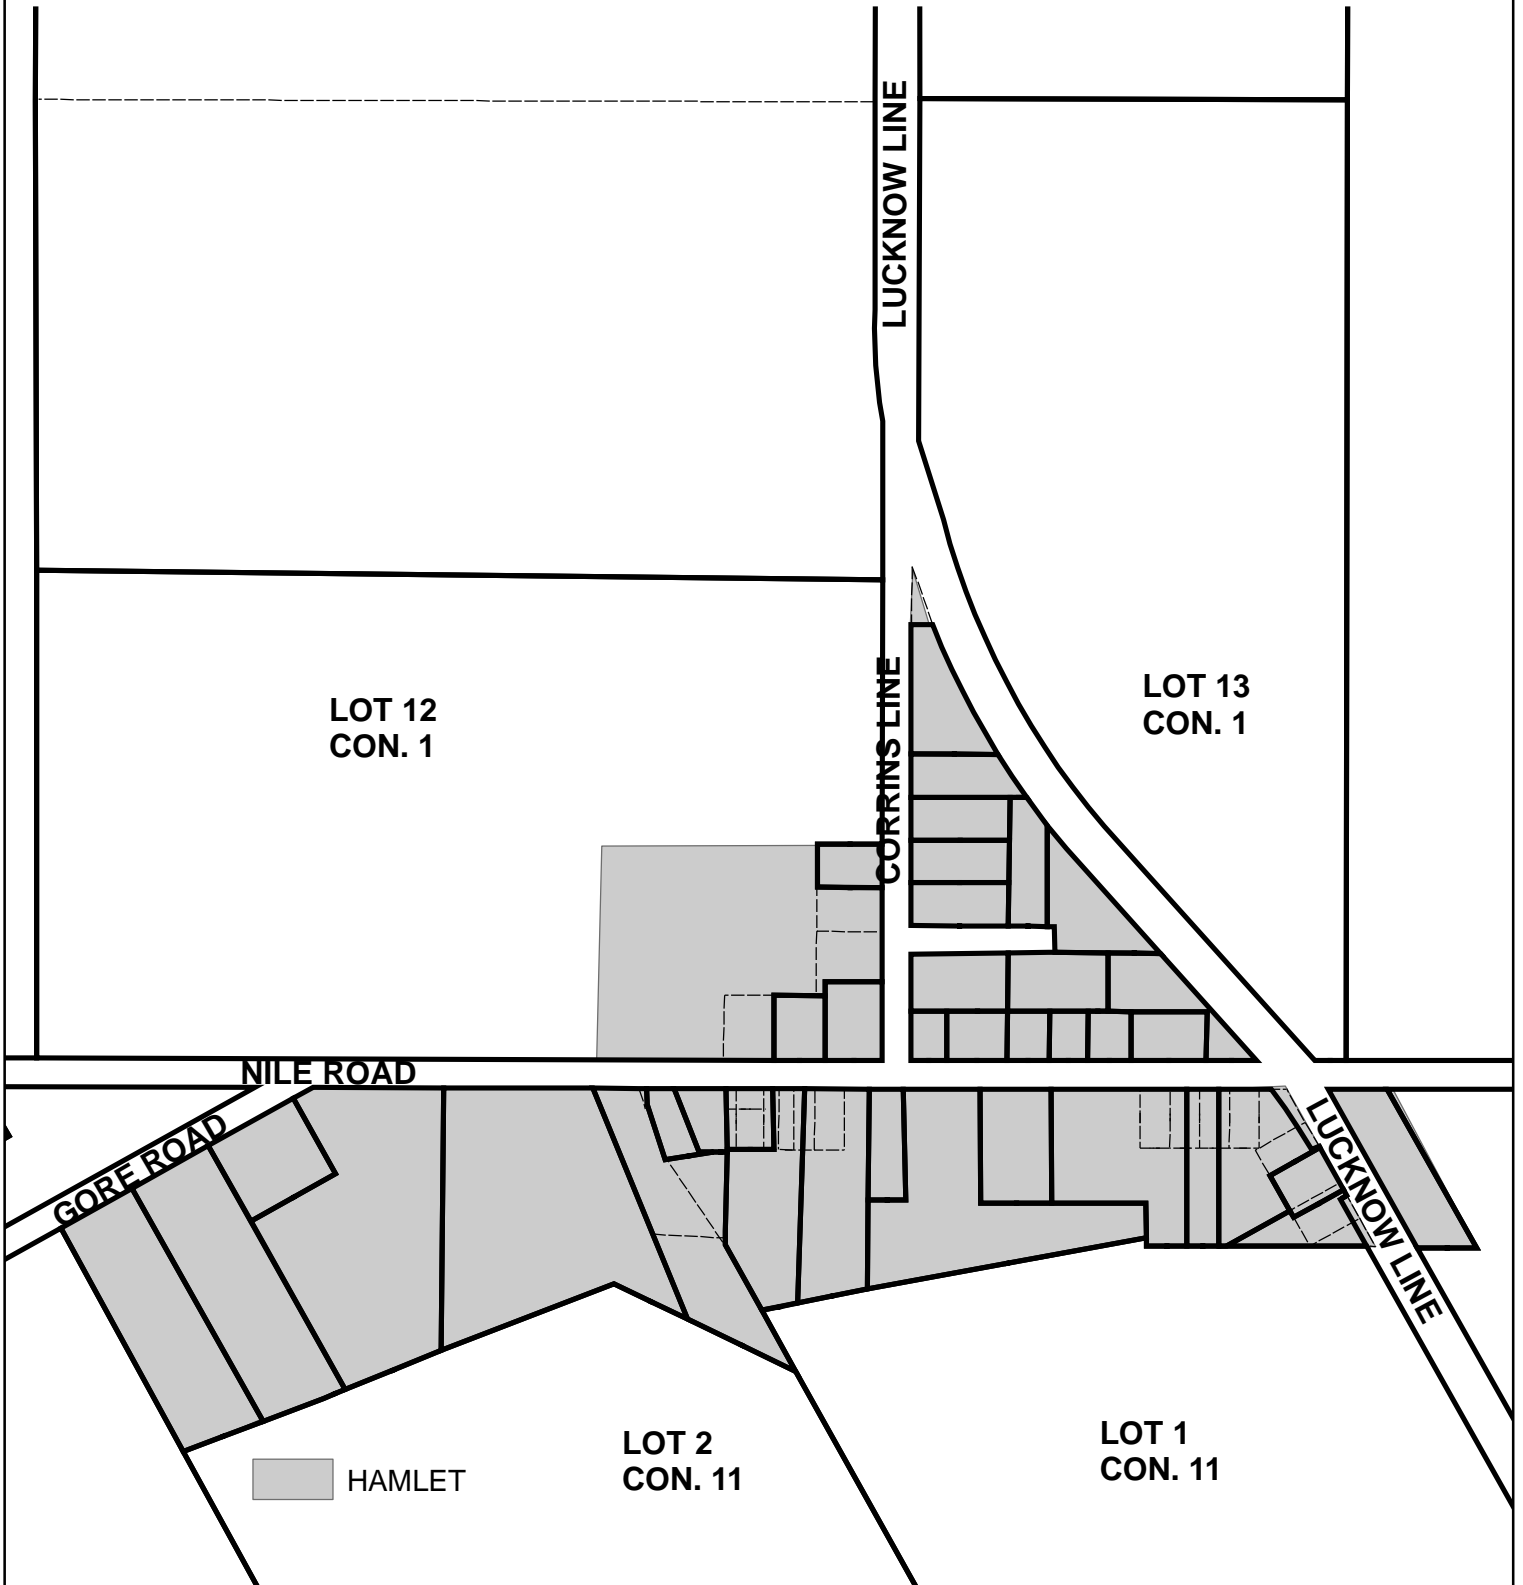 LUCKNOW LINE
LOT 12
CON. 1
CORRINS LINE
LOT 13
CON. 1
NILE ROAD
GORE ROAD
LUCKNOW LINE
LOT 2
CON. 11
LOT 1
CON. 11
HAMLET